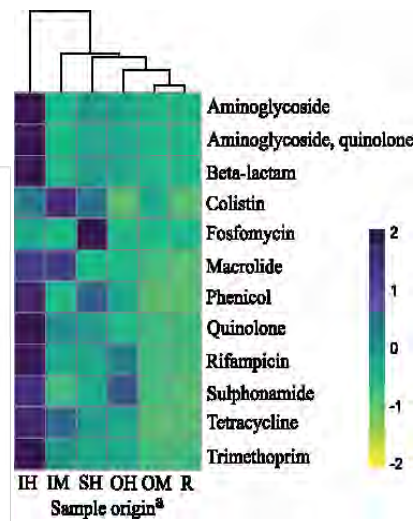 Aminoglycoside
Aminoglycoside, quinolone
Beta-lactam
Colistin
Fosfomycin
Macrolide
Phenicol
Quinolone
Rifampicin
Sulphonamide
Tetracycline
Trimethoprim
2
1
0
-1
-2
IH IM SH OH OM R
Sample originª